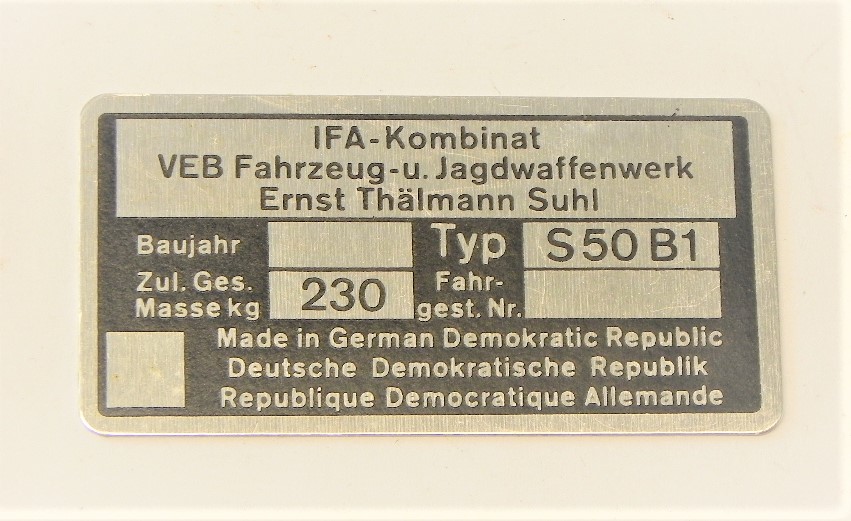 IFA-Kombinat
VEB Fahrzeug-u. Jagdwaffenwerk
Ernst Thälmann Suhl
Baujahr Typ S50 B1
Zul. Ges. Masse kg 230 Fahr-gest. Nr.
Made in German Demokratic Republic
Deutsche Demokratische Republik
Republique Democratique Allemande